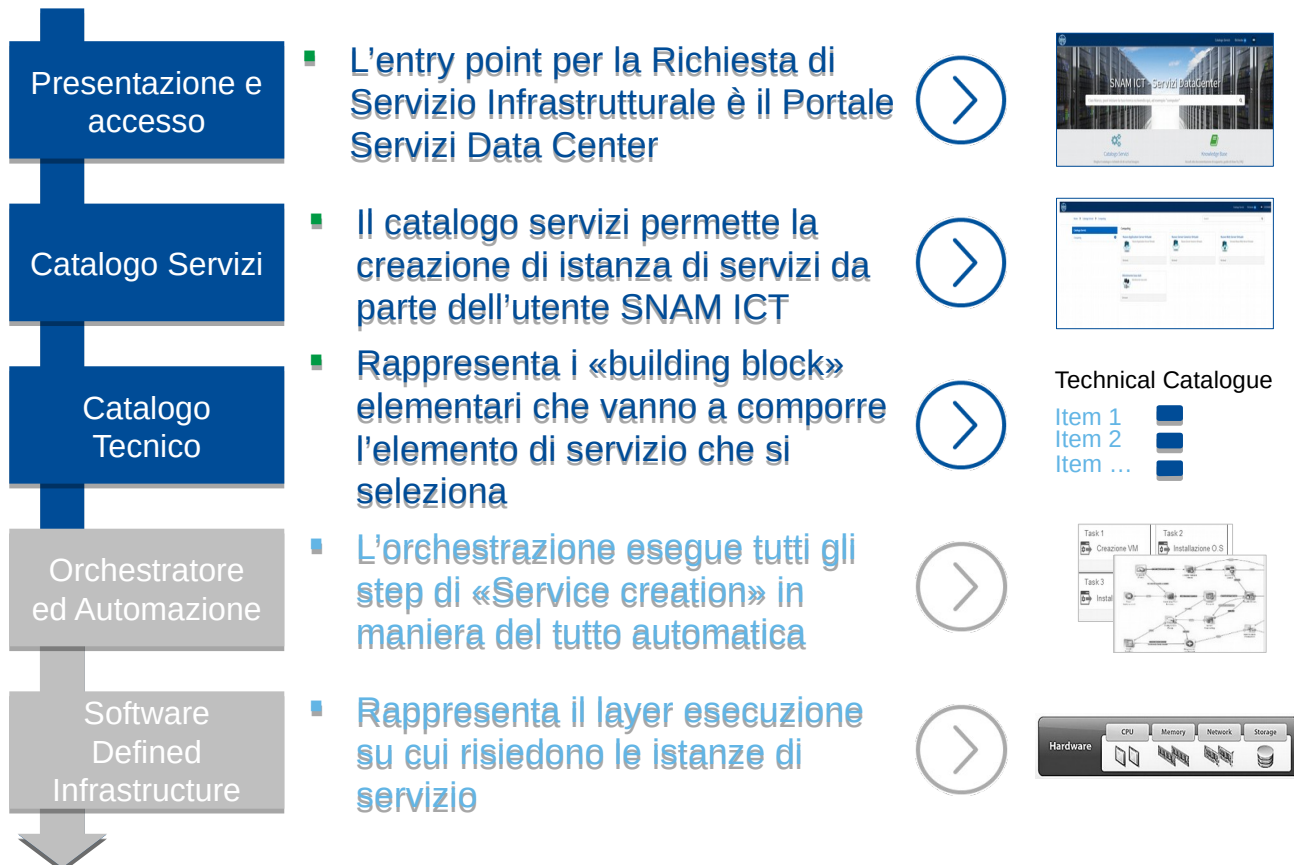 Presentazione e
accesso
L’entry point per la Richiesta di
Servizio Infrastrutturale è il Portale
Servizi Data Center
SNAM ICT - Servizi DataCenter
Catalogo Servizi
Knowledge Base
Catalogo Servizi
Il catalogo servizi permette la
creazione di istanza di servizi da
parte dell’utente SNAM ICT
Catalogo
Tecnico
Rappresenta i «building block»
elementari che vanno a comporre
l’elemento di servizio che si
seleziona
Technical Catalogue
Item 1
Item 2
Item …
Orchestratore
ed Automazione
L’orchestrazione esegue tutti gli
step di «Service creation» in
maniera del tutto automatica
Task 1
Creazione VM
Task 2
Installazione O.S
Task 3
Instal
Software
Defined
Infrastructure
Rappresenta il layer esecuzione
su cui risiedono le istanze di
servizio
Hardware
CPU
Memory
Network
Storage